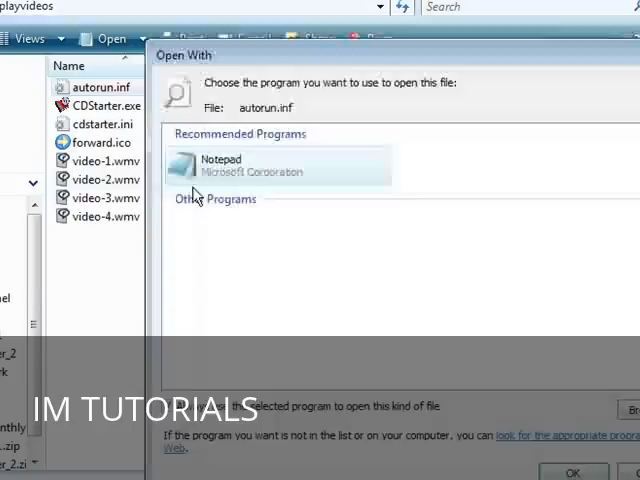 playvideos
Search
Views
Open
Name
autorun.inf
CDStarter.exe
cdstarter.ini
forward.ico
video-1.wmv
video-2.wmv
video-3.wmv
video-4.wmv
Open With
Choose the program you want to use to open this file:
File: autorun.inf
Recommended Programs
Notepad
Microsoft Corporation
Other Programs
the selected program to open this kind of file
If the program you want is not in the list or on your computer, you can look for the appropriate progra
Web.
OK
IM TUTORIALS